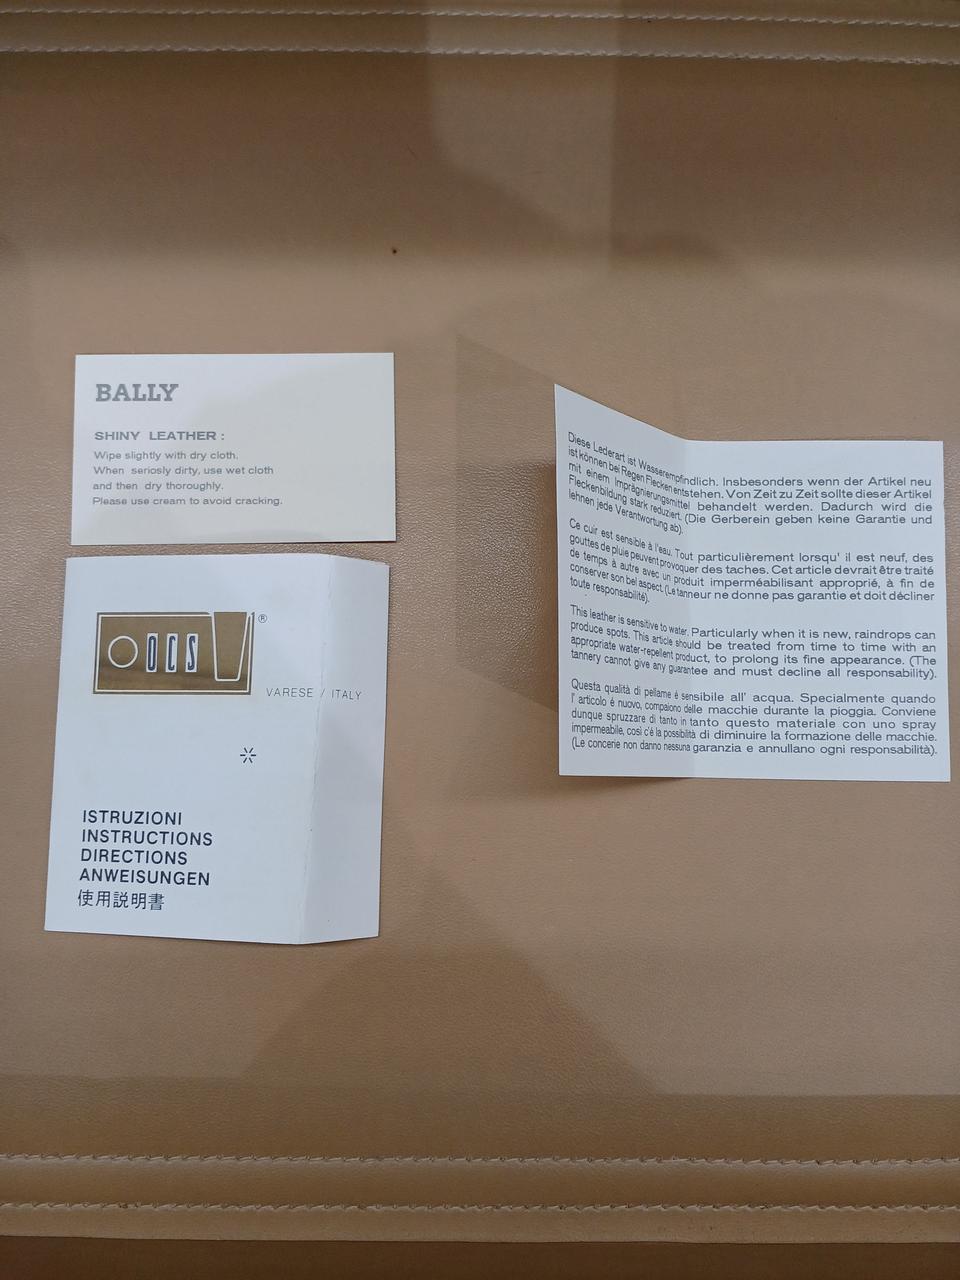 BALLY
SHINY LEATHER :
Wipe slightly with dry cloth.
When seriosly dirty, use wet cloth
and then dry thoroughly.
Please use cream to avoid cracking.
OCS
®
VARESE / ITALY
ISTRUZIONI
INSTRUCTIONS
DIRECTIONS
ANWEISUNGEN
使用説明書
Diese Lederart ist Wasserempfindlich. Insbesonders wenn der Artikel neu
ist können bei Regen Flecken entstehen. Von Zeit zu Zeit sollte dieser Artikel
mit einem Imprägnierungsmittel behandelt werden. Dadurch wird die
Fleckenbildung stark reduziert. (Die Gerberein geben keine Garantie und
lehnen jede Verantwortung ab).
Ce cuir est sensible à l'eau. Tout particulièrement lorsqu' il est neuf, des
gouttes de pluie peuvent provoquer des taches. Cet article devrait être traité
de temps à autre avec un produit imperméabilisant approprié, à fin de
conserver son bel aspect. (Le tanneur ne donne pas garantie et doit décliner
toute responsabilité).
This leather is sensitive to water. Particularly when it is new, raindrops can
produce spots. This article should be treated from time to time with an
appropriate water-repellent product, to prolong its fine appearance. (The
tannery cannot give any guarantee and must decline all responsability).
Questa qualità di pellame é sensibile all' acqua. Specialmente quando
l' articolo é nuovo, compaiono delle macchie durante la pioggia. Conviene
dunque spruzzare di tanto in tanto questo materiale con uno spray
impermeabile, così c'é la possibilità di diminuire la formazione delle macchie.
(Le concerie non danno nessuna garanzia e annullano ogni responsabilità).